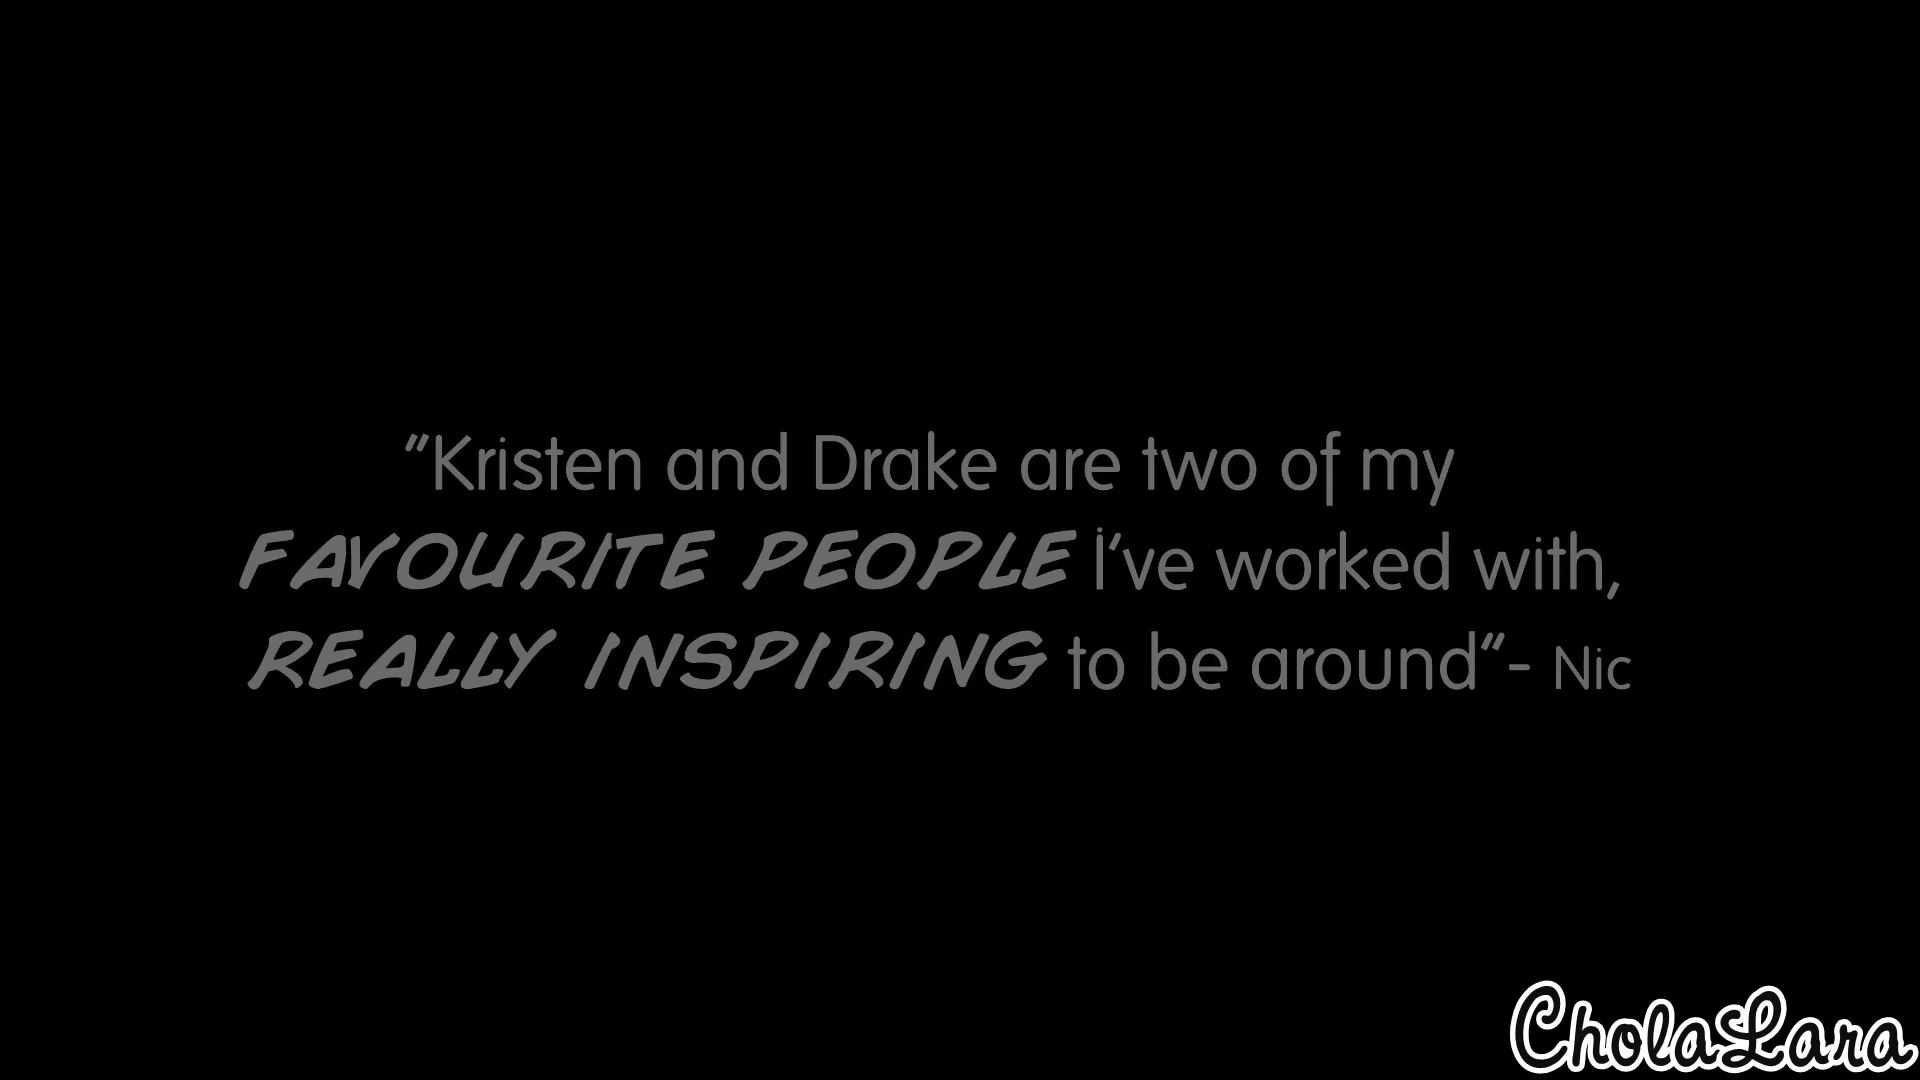 "Kristen and Drake are two of my
FAVOURITE PEOPLE I've worked with,
REALLY INSPIRING to be around"- Nic
CholaLara